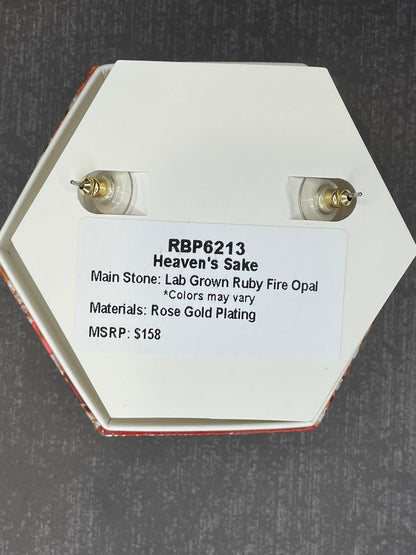 RBP6213
Heaven's Sake
Main Stone: Lab Grown Ruby Fire Opal
*Colors may vary
Materials: Rose Gold Plating
MSRP: $158